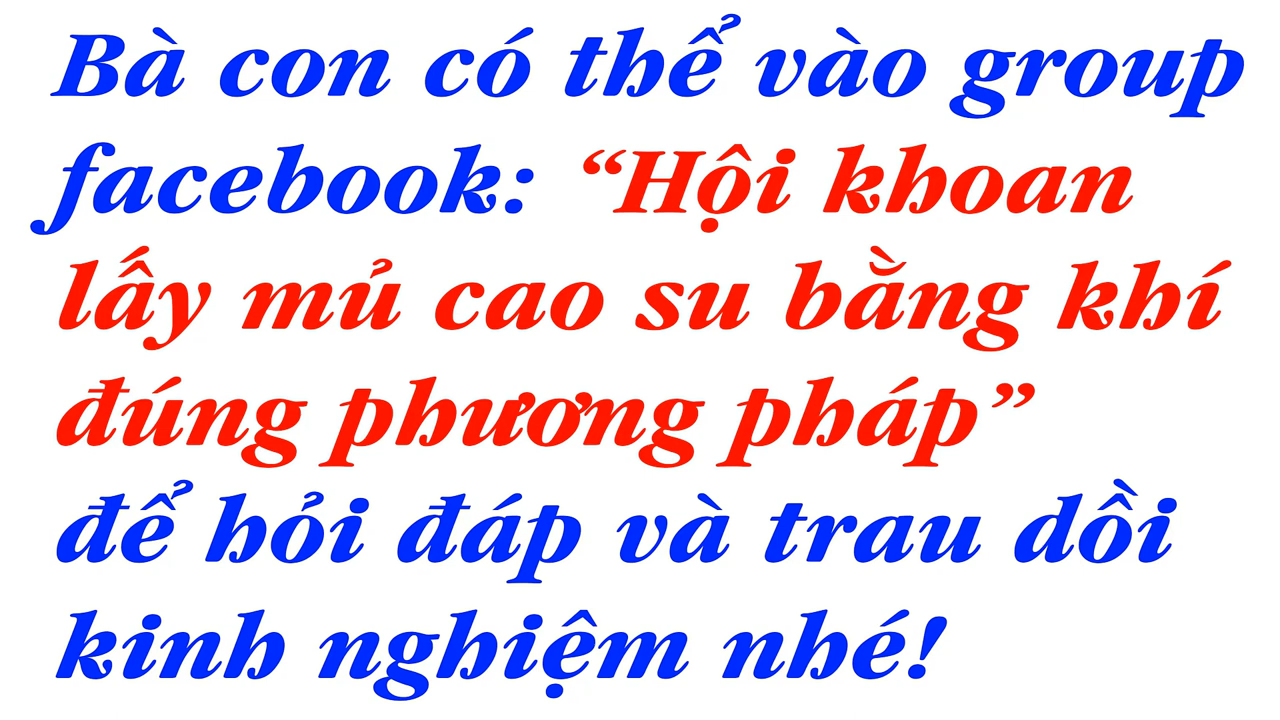 Bà con có thể vào group
facebook: “Hội khoan
lấy mủ cao su bằng khí
đúng phương pháp”
để hỏi đáp và trau dồi
kinh nghiệm nhé!